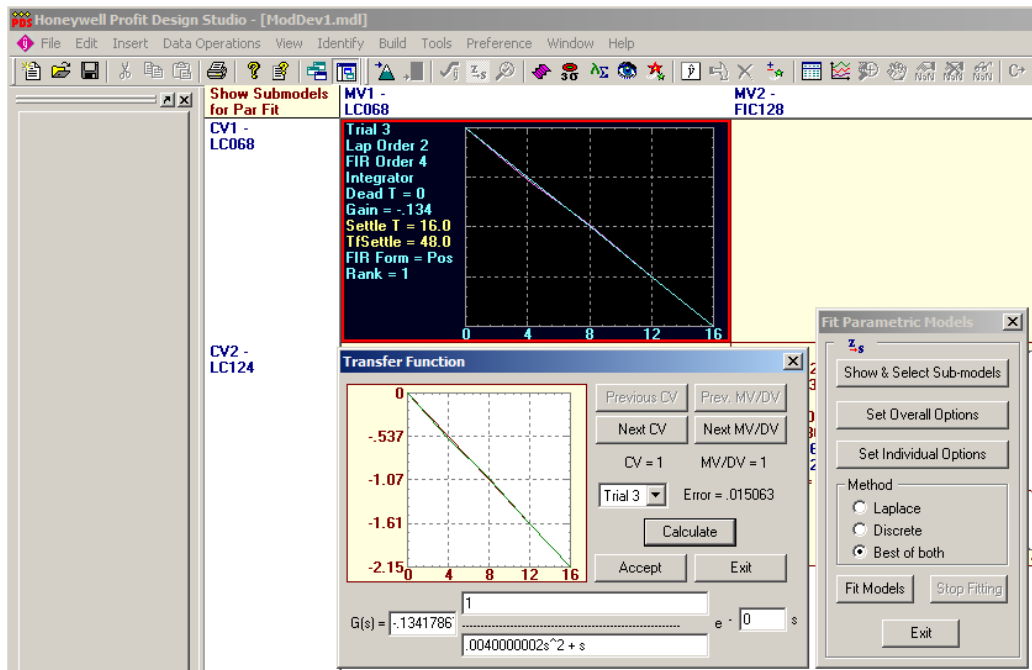 Honeywell Profit Design Studio - [ModDev1.mdl]
File Edit Insert Data Operations View Identify Build Tools Preference Window Help
Show Submodels
for Par Fit
MV1 -
LC068
MV2 -
FIC128
CV1 -
LC068
Trial 3
Lap Order 2
FIR Order 4
Integrator
Dead T = 0
Gain = -.134
Settle T = 16.0
TfSettle = 48.0
FIR Form = Pos
Rank = 1
0 4 8 12 16
CV2 -
LC124
Transfer Function
0
-.537
-1.07
-1.61
-2.15
0 4 8 12 16
Previous CV Prev. MV/DV
Next CV Next MV/DV
CV = 1 MV/DV = 1
Trial 3 Error = .015063
Calculate
Accept Exit
G(s) = -.1341786
1
.0040000002s^2 + s
e - 0 s
Fit Parametric Models
Show & Select Sub-models
Set Overall Options
Set Individual Options
Method
Laplace
Discrete
Best of both
Fit Models Stop Fitting
Exit